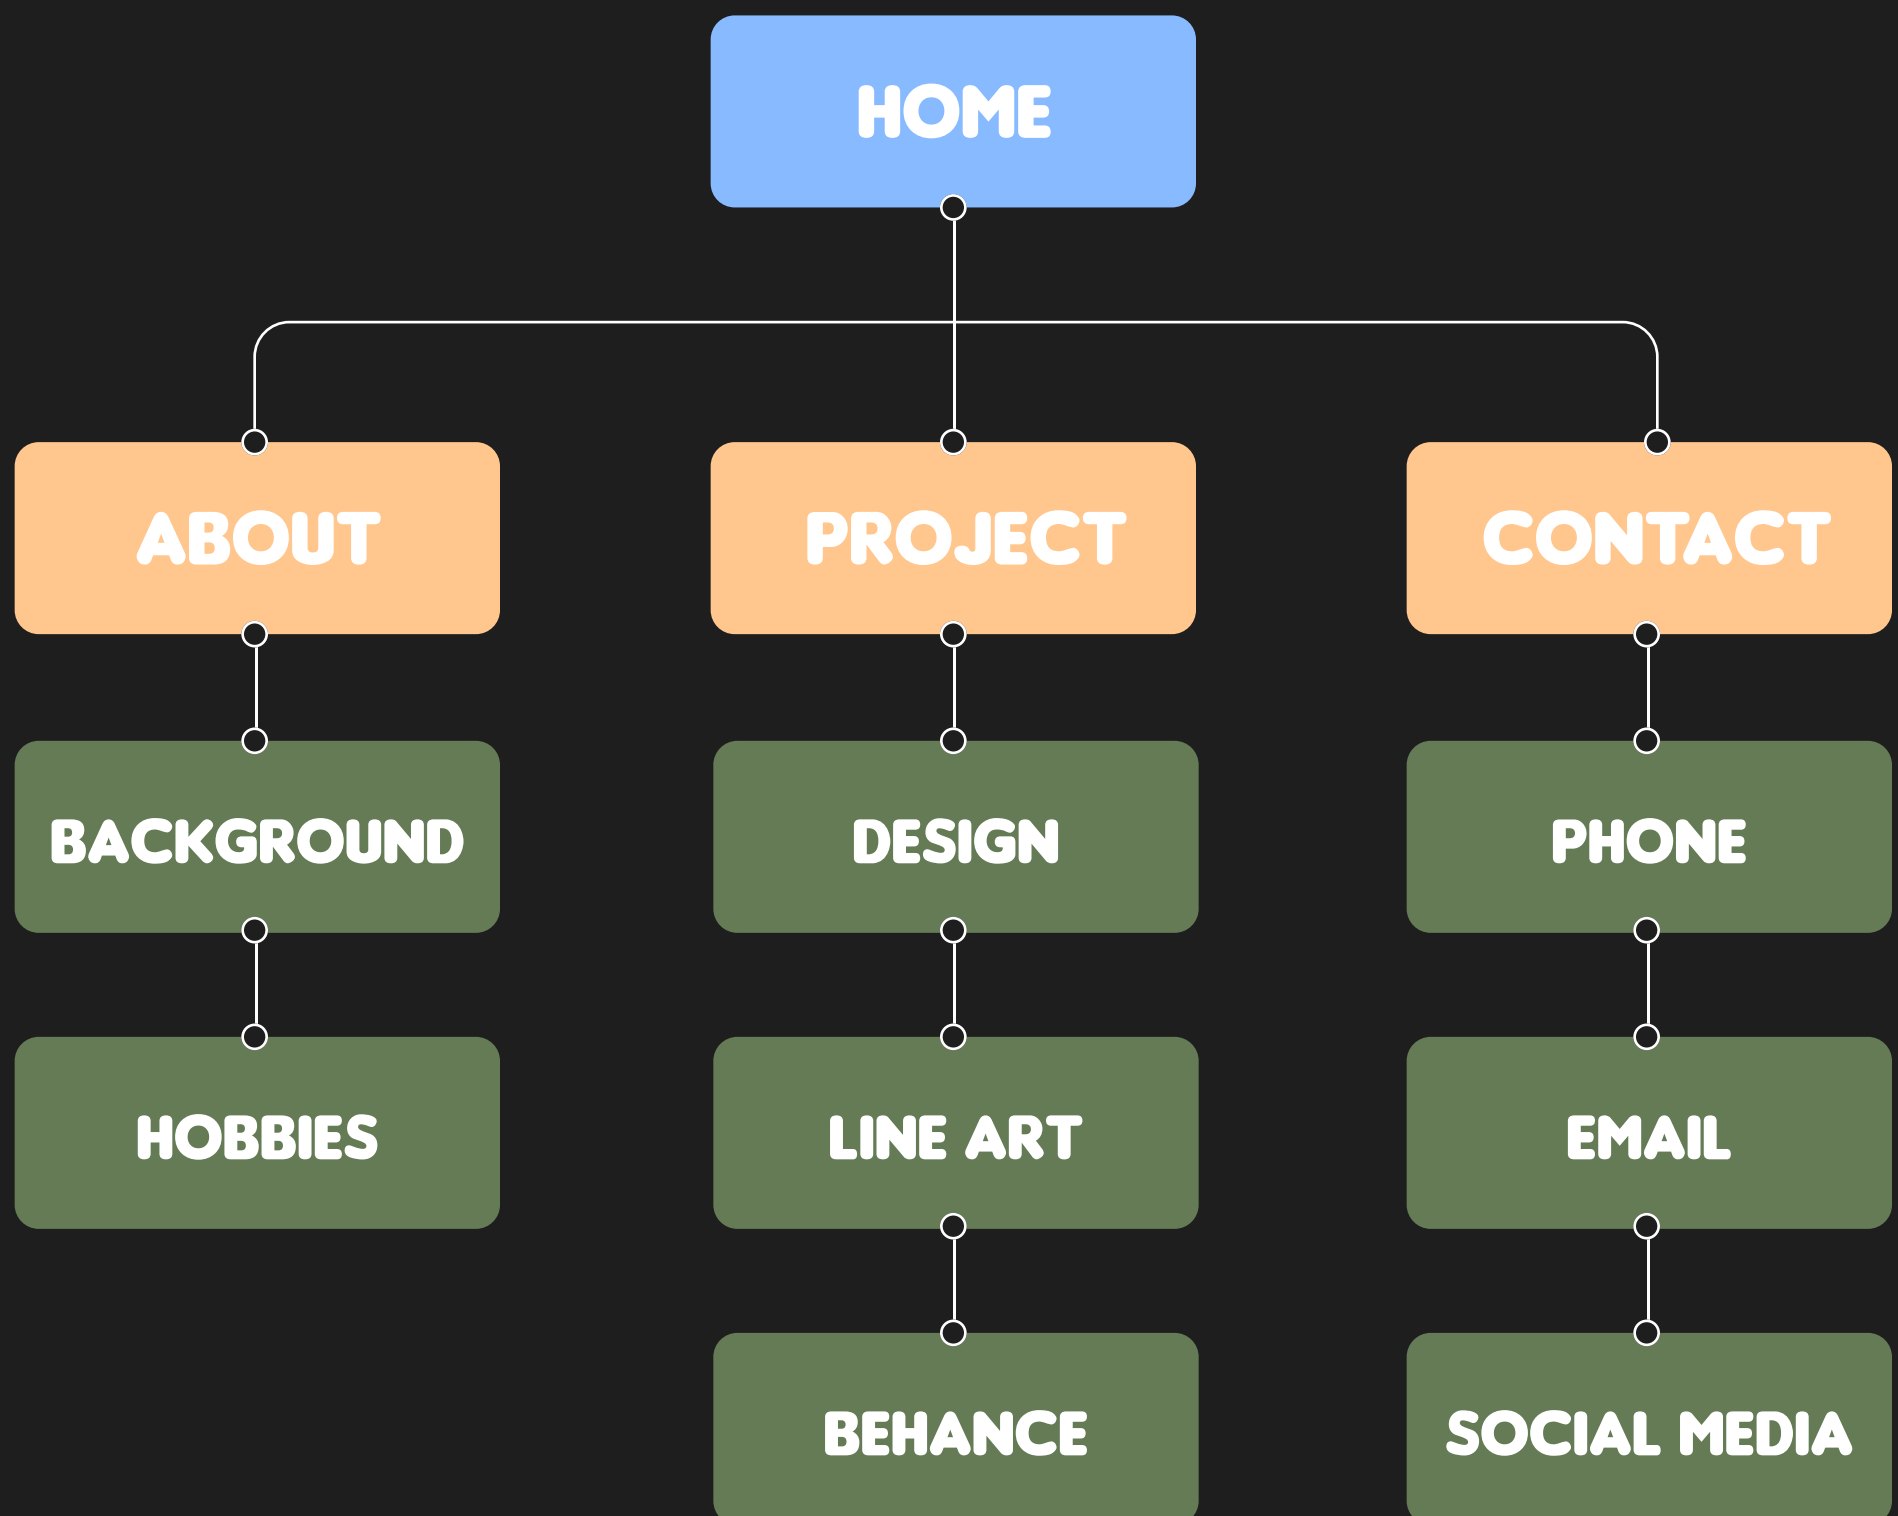 HOME
ABOUT
PROJECT
CONTACT
BACKGROUND
DESIGN
PHONE
HOBBIES
LINE ART
EMAIL
BEHANCE
SOCIAL MEDIA